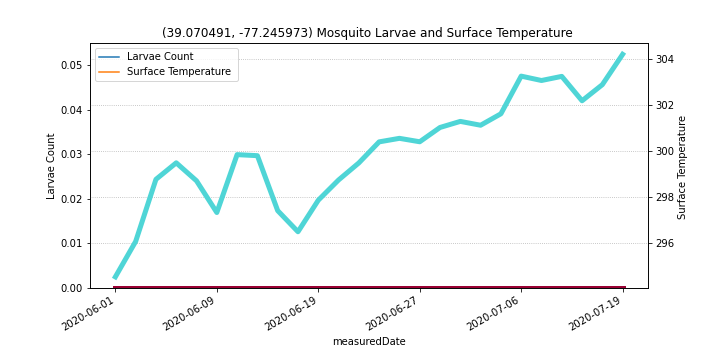 (39.070491, -77.245973) Mosquito Larvae and Surface Temperature
Larvae Count
Surface Temperature
0.05
0.04
0.03
0.02
0.01
0.00
Larvae Count
304
302
300
298
296
Surface Temperature
2020-06-01
2020-06-09
2020-06-19
2020-06-27
2020-07-06
2020-07-19
measuredDate